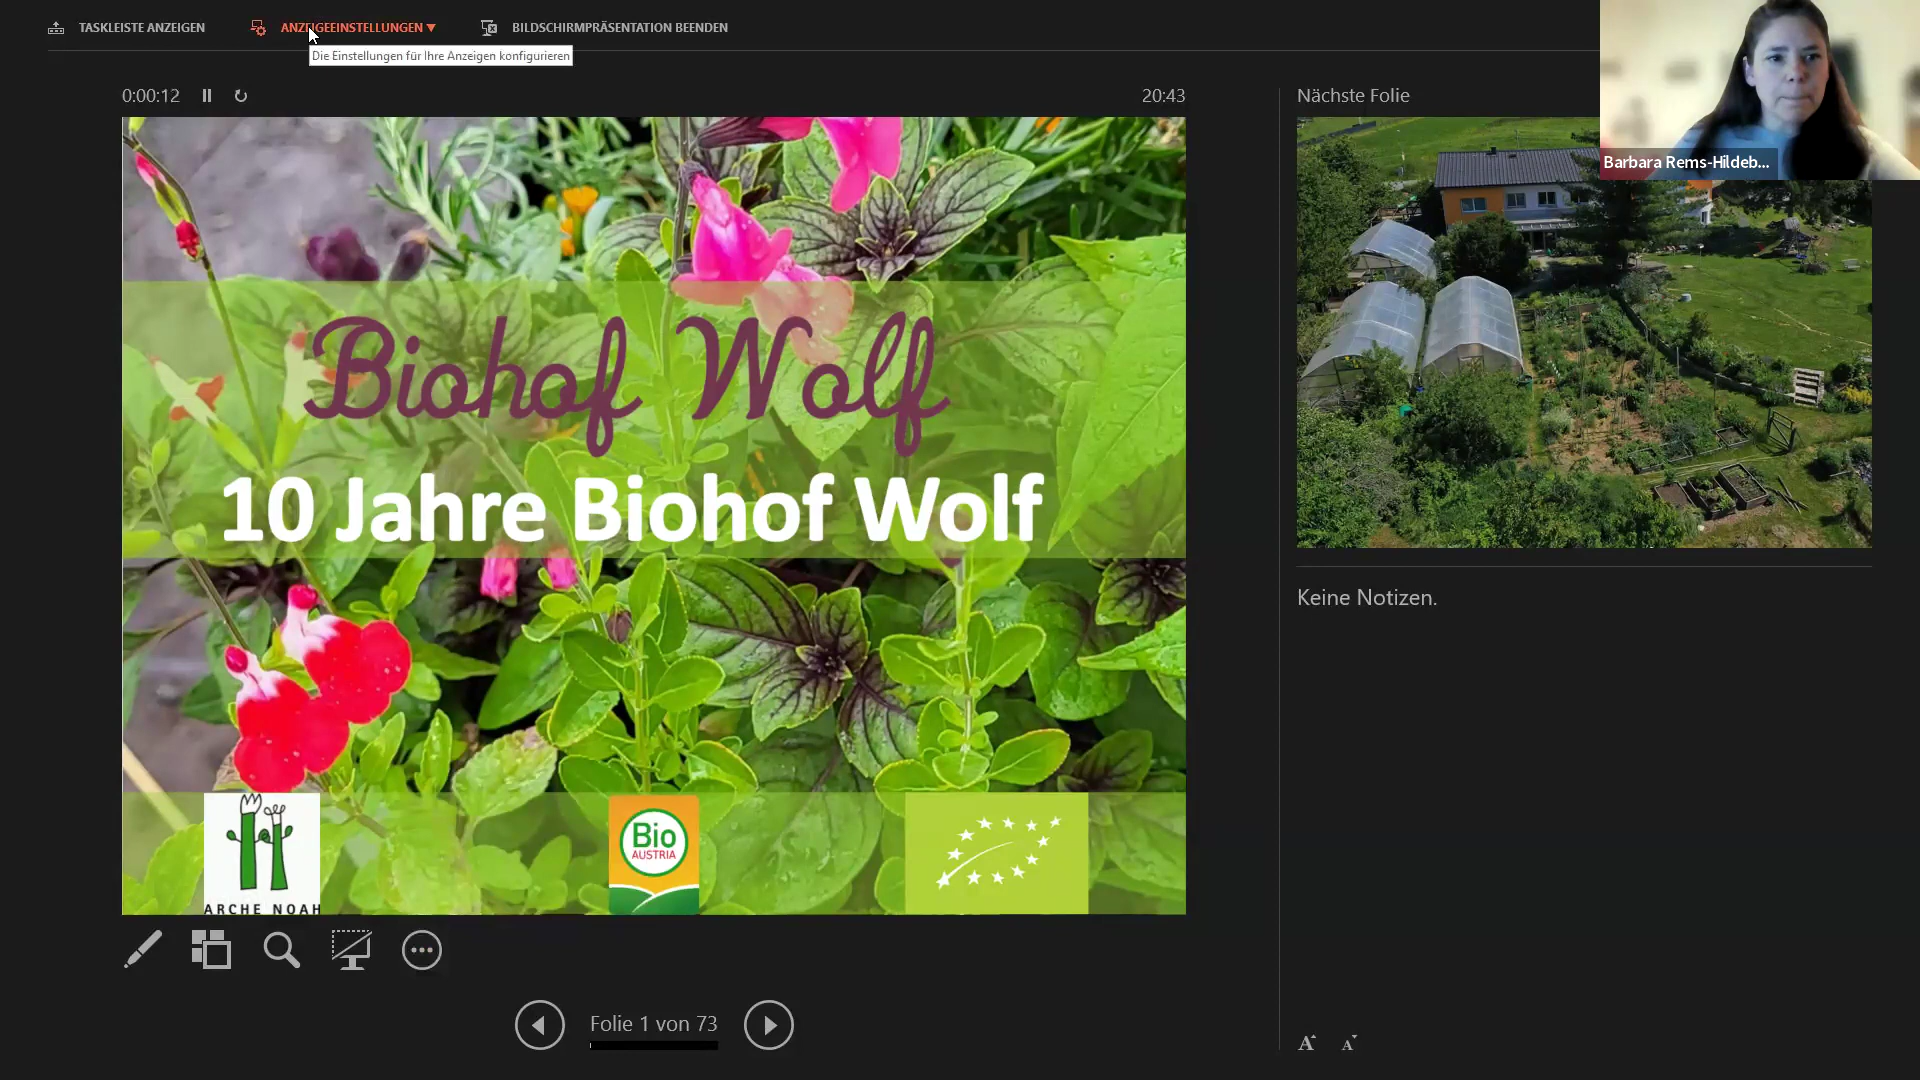 TASKLEISTE ANZEIGEN
ANZEIGEEINSTELLUNGEN
BILDSCHIRMPRÄSENTATION BEENDEN
Die Einstellungen für Ihre Anzeigen konfigurieren
0:00:12
20:43
Nächste Folie
Barbara Rems-Hildeb...
Biohof Wolf
10 Jahre Biohof Wolf
ARCHE NOAH
Bio
AUSTRIA
Keine Notizen.
Folie 1 von 73
A A